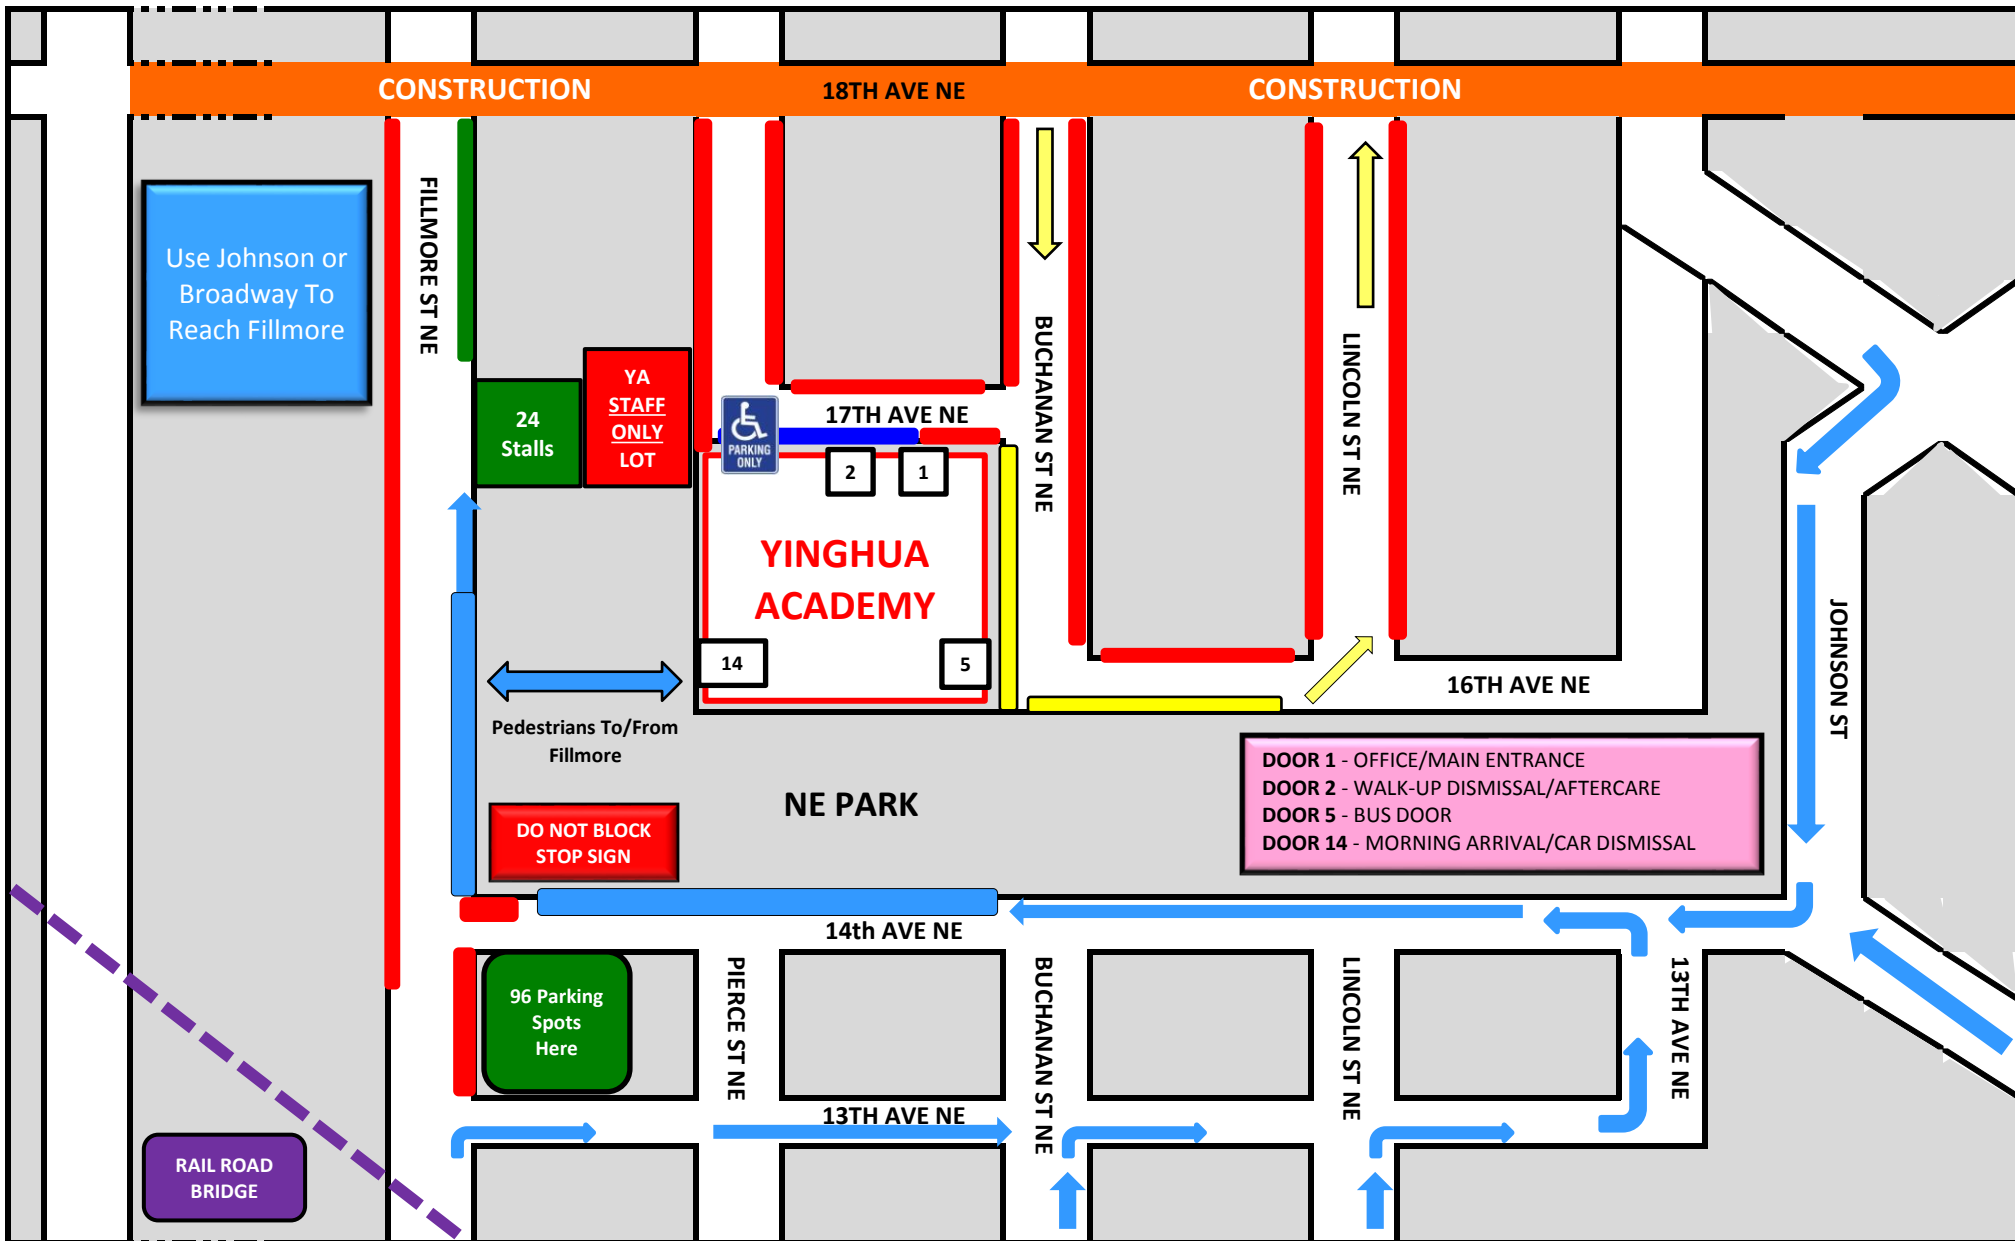 CONSTRUCTION
18TH AVE NE
CONSTRUCTION
Use Johnson or
Broadway To
Reach Fillmore
FILLMORE ST NE
24
Stalls
YA
STAFF
ONLY
LOT
PARKING
ONLY
17TH AVE NE
2
1
BUCHANAN ST NE
LINCOLN ST NE
YINGHUA
ACADEMY
14
5
16TH AVE NE
JOHNSON ST
Pedestrians To/From
Fillmore
DO NOT BLOCK
STOP SIGN
NE PARK
DOOR 1 - OFFICE/MAIN ENTRANCE
DOOR 2 - WALK-UP DISMISSAL/AFTERCARE
DOOR 5 - BUS DOOR
DOOR 14 - MORNING ARRIVAL/CAR DISMISSAL
14th AVE NE
96 Parking
Spots
Here
PIERCE ST NE
BUCHANAN ST NE
LINCOLN ST NE
13TH AVE NE
13TH AVE NE
RAIL ROAD
BRIDGE